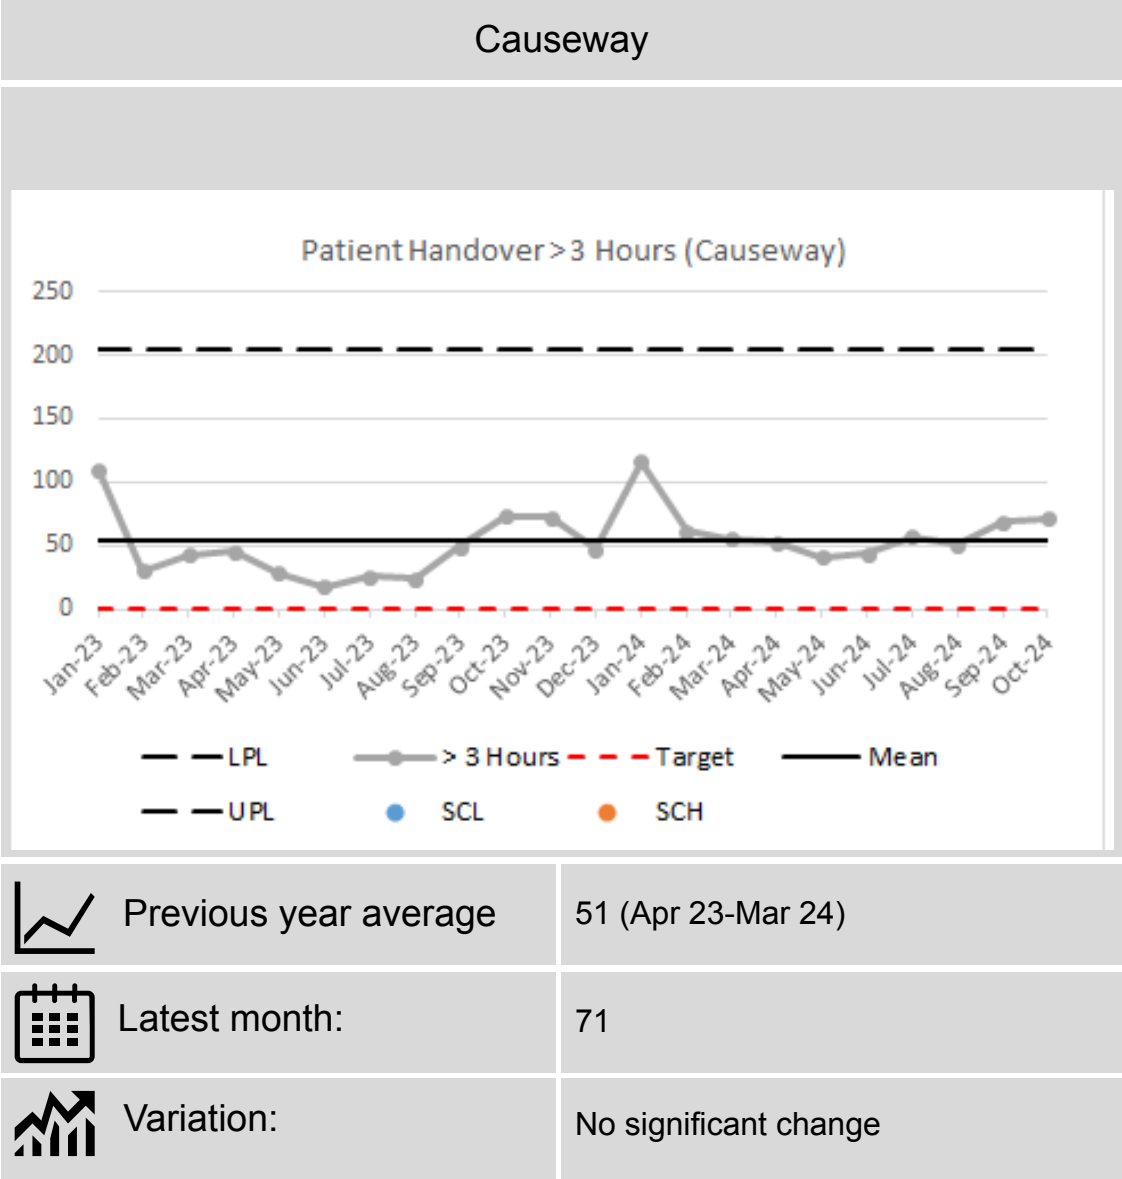 Causeway
Patient Handover > 3 Hours (Causeway)
250
200
150
100
50
0
Jan-23 Feb-23 Mar-23 Apr-23 May-23 Jun-23 Jul-23 Aug-23 Sep-23 Oct-23 Nov-23 Dec-23 Jan-24 Feb-24 Mar-24 Apr-24 May-24 Jun-24 Jul-24 Aug-24 Sep-24 Oct-24
LPL > 3 Hours Target Mean
UPL SCL SCH
Previous year average 51 (Apr 23-Mar 24)
Latest month: 71
Variation: No significant change